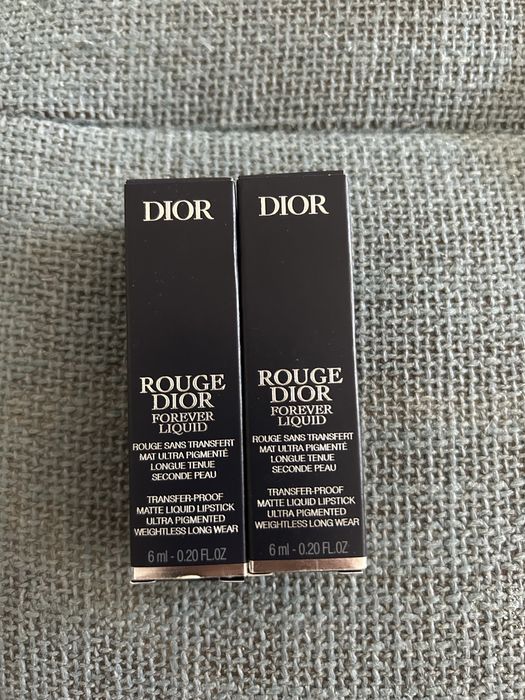 DIOR
ROUGE
DIOR
FOREVER
LIQUID
ROUGE SANS TRANSFERT
MAT ULTRA PIGMENTÉ
LONGUE TENUE
SECONDE PEAU
TRANSFER-PROOF
MATTE LIQUID LIPSTICK
ULTRA PIGMENTED
WEIGHTLESS LONG WEAR
6 ml - 0.20 FL.OZ
DIOR
ROUGE
DIOR
FOREVER
LIQUID
ROUGE SANS TRANSFERT
MAT ULTRA PIGMENTÉ
LONGUE TENUE
SECONDE PEAU
TRANSFER-PROOF
MATTE LIQUID LIPSTICK
ULTRA PIGMENTED
WEIGHTLESS LONG WEAR
6 ml - 0.20 FL.OZ